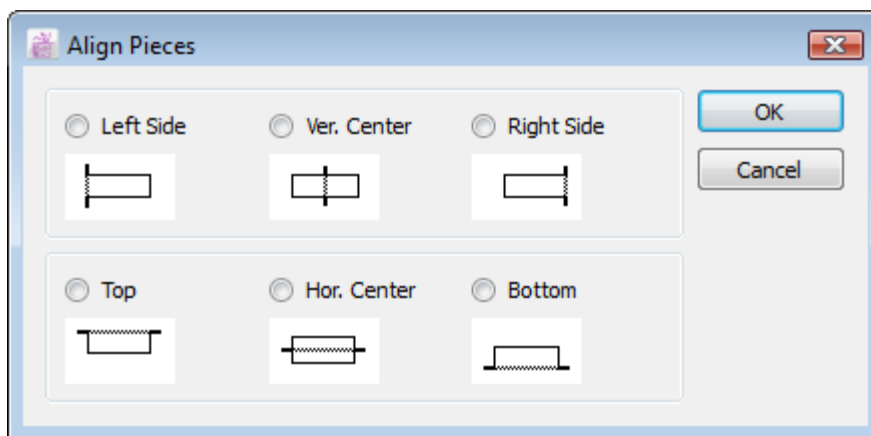 Align Pieces
Left Side Ver. Center Right Side
OK
Cancel
Top Hor. Center Bottom